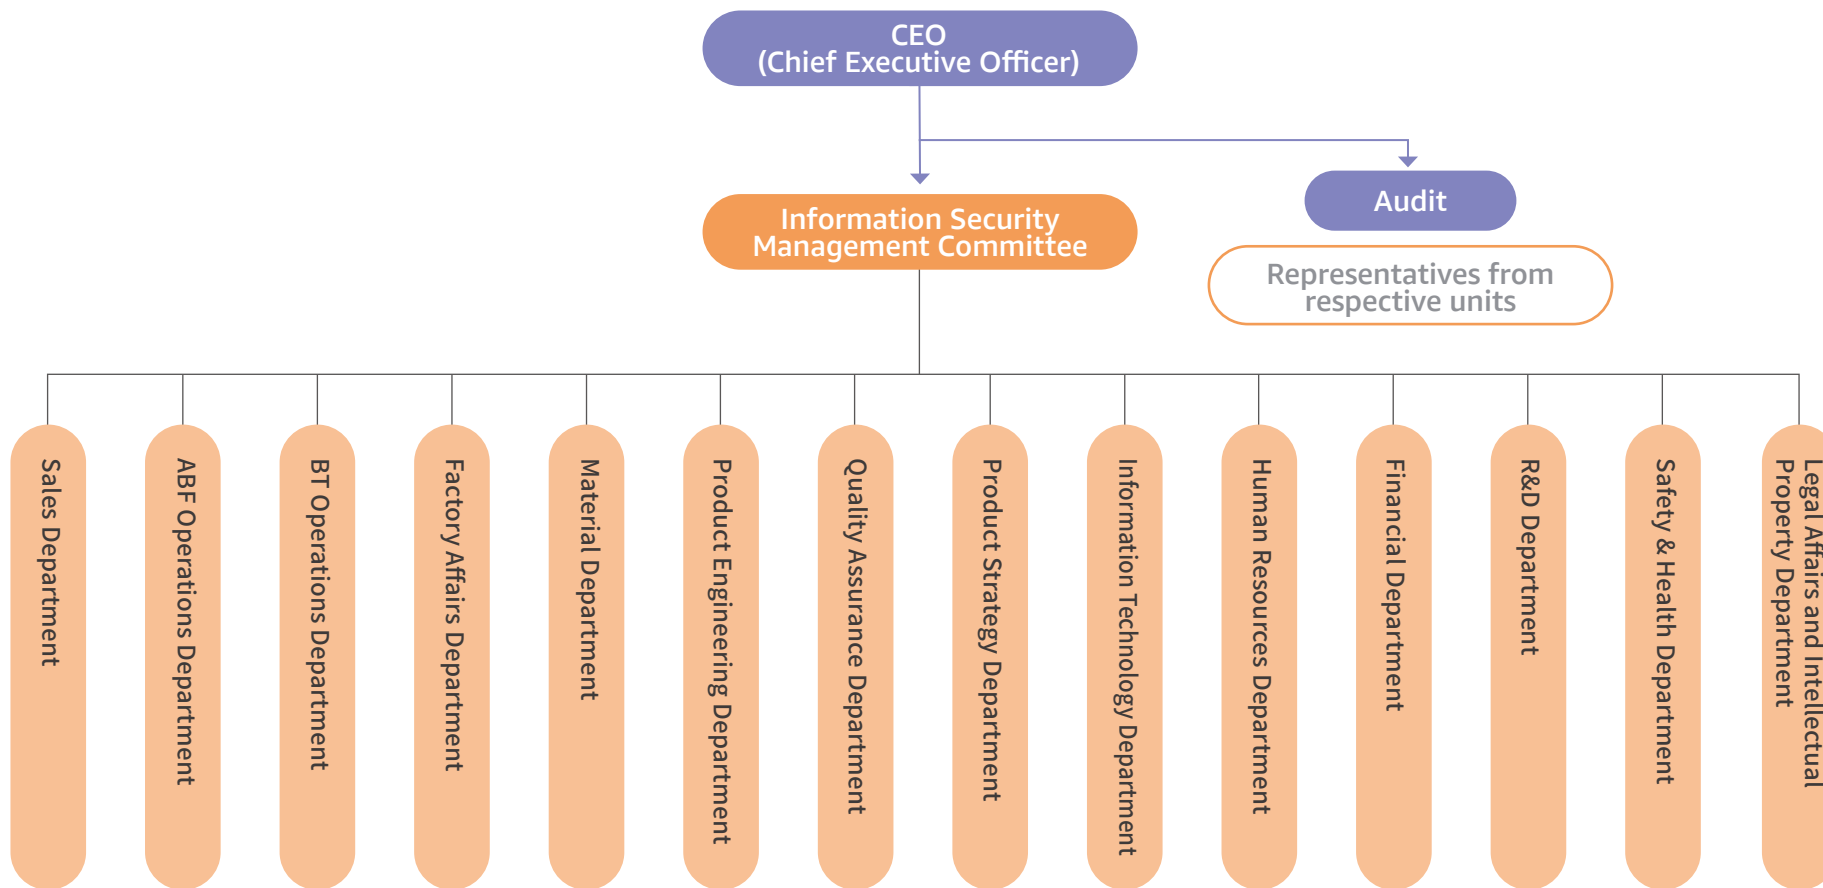 CEO
(Chief Executive Officer)
Information Security
Management Committee
Audit
Representatives from
respective units
Sales Department
ABF Operations Department
BT Operations Department
Factory Affairs Department
Material Department
Product Engineering Department
Quality Assurance Department
Product Strategy Department
Information Technology Department
Human Resources Department
Financial Department
R&D Department
Safety & Health Department
Legal Affairs and Intellectual
Property Department